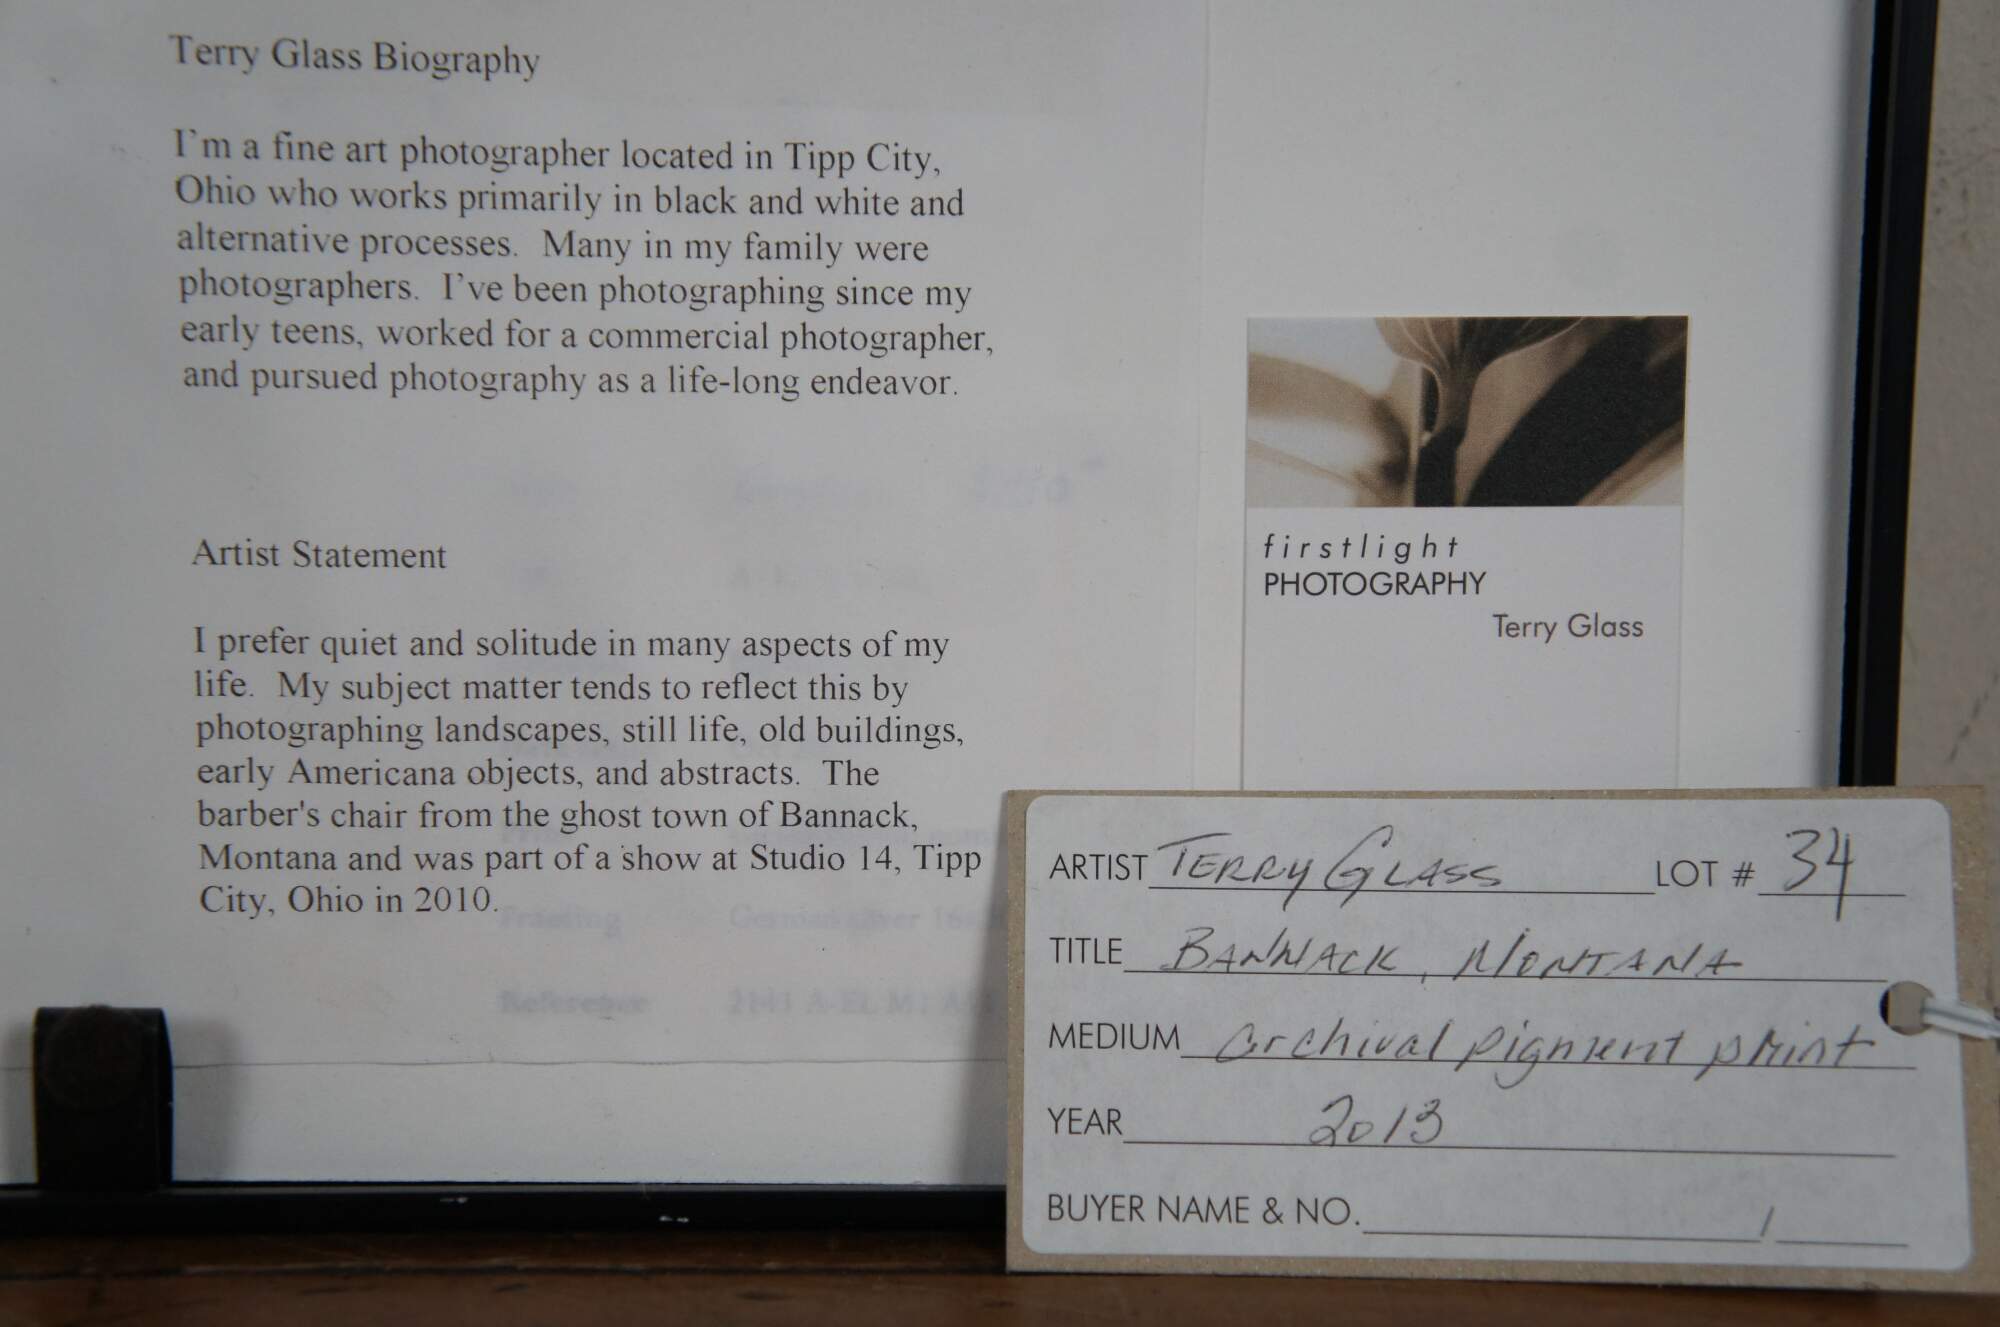 Terry Glass Biography
I'm a fine art photographer located in Tipp City,
Ohio who works primarily in black and white and
alternative processes.  Many in my family were
photographers.  I've been photographing since my
early teens, worked for a commercial photographer,
and pursued photography as a life-long endeavor.
Artist Statement
I prefer quiet and solitude in many aspects of my
life.  My subject matter tends to reflect this by
photographing landscapes, still life, old buildings,
early Americana objects, and abstracts.  The
barber's chair from the ghost town of Bannack,
Montana and was part of a show at Studio 14, Tipp
City, Ohio in 2010.
Framing
Reference
firstlight
PHOTOGRAPHY
Terry Glass
ARTIST TERRY GLASS LOT # 34
TITLE BANNACK, MONTANA
MEDIUM archival pigment print
YEAR 2013
BUYER NAME & NO. /